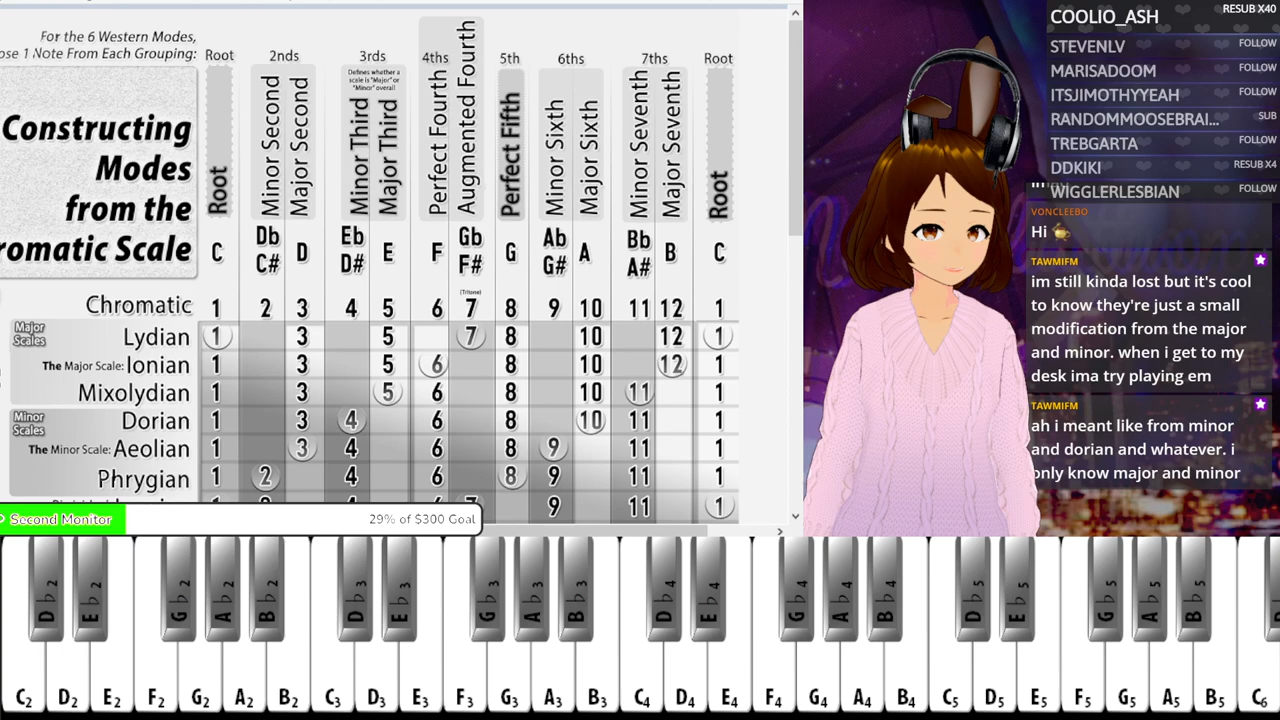 For the 6 Western Modes,
ose 1 Note From Each Grouping:
Root 2nds 3rds 4ths 5th 6ths 7ths Root
Defines whether a
scale is "Major" or
"Minor" overall
Root
Minor Second
Major Second
Minor Third
Major Third
Perfect Fourth
Augmented Fourth
Perfect Fifth
Minor Sixth
Major Sixth
Minor Seventh
Major Seventh
Root
Constructing
Modes
from the
romatic Scale
C Db C# D Eb D# E F Gb F# G Ab G# A Bb A# B C
(Tritone)
Chromatic 1 2 3 4 5 6 7 8 9 10 11 12 1
Major
Scales
Lydian 1 3 5 7 8 10 12 1
The Major Scale: Ionian 1 3 5 6 8 10 12 1
Mixolydian 1 3 5 6 8 10 11 1
Minor
Scales
Dorian 1 3 4 6 8 10 11 1
The Minor Scale: Aeolian 1 3 4 6 8 9 11 1
Phrygian 1 2 4 6 8 9 11 1
9 11 1
Second Monitor 29% of $300 Goal
COOLIO_ASH RESUB X40
STEVENLV FOLLOW
MARISADOOM FOLLOW
ITSJIMOTHYYEAH FOLLOW
RANDOMMOOSEBRAI... SUB
TREBGARTA FOLLOW
DDKIKI RESUB X4
WIGGLERLESBIAN FOLLOW
VONCLEEBO
Hi
TAWMIFM
im still kinda lost but it's cool
to know they're just a small
modification from the major
and minor. when i get to my
desk ima try playing em
TAWMIFM
ah i meant like from minor
and dorian and whatever. i
only know major and minor
D♭2 E♭2 G♭2 A♭2 B♭2 D♭3 E♭3 G♭3 A♭3 B♭3 D♭4 E♭4 G♭4 A♭4 B♭4 D♭5 E♭5 G♭5 A♭5 B♭5
C2 D2 E2 F2 G2 A2 B2 C3 D3 E3 F3 G3 A3 B3 C4 D4 E4 F4 G4 A4 B4 C5 D5 E5 F5 G5 A5 B5 C6